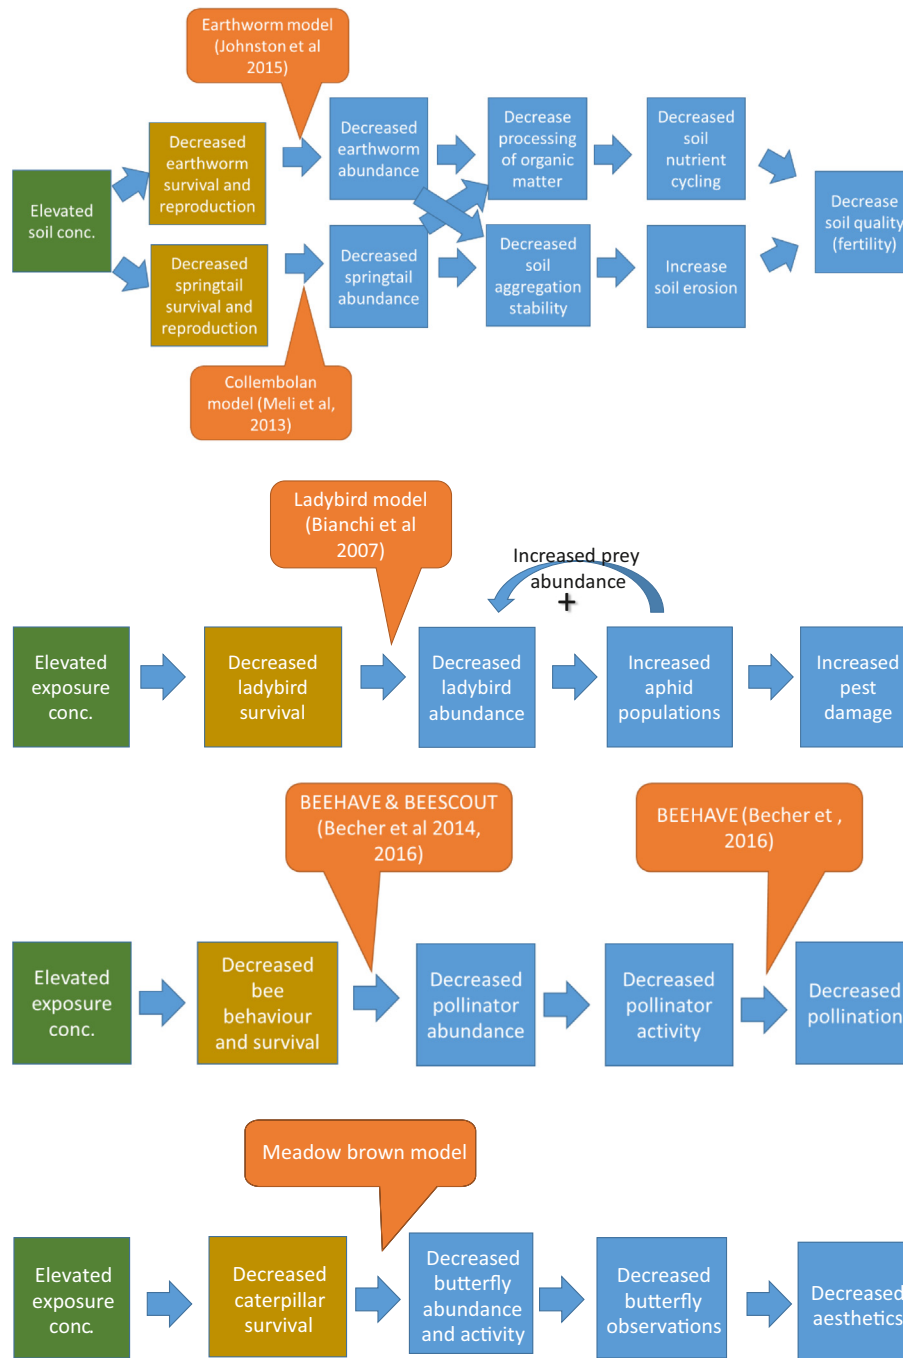 Earthworm model
(Johnston et al
2015)
Decreased
earthworm
survival and
reproduction
Decreased
earthworm
abundance
Decrease
processing
of organic
matter
Decreased
soil
nutrient
cycling
Elevated
soil conc.
Decrease
soil quality
(fertility)
Decreased
springtail
survival and
reproduction
Decreased
springtail
abundance
Decreased
soil
aggregation
stability
Increase
soil erosion
Collembolan
model (Meli et al,
2013)
Ladybird model
(Bianchi et al
2007)
Increased prey
abundance
+
Elevated
exposure
conc.
Decreased
ladybird
survival
Decreased
ladybird
abundance
Increased
aphid
populations
Increased
pest
damage
BEEHAVE & BEESCOUT
(Becher et al 2014,
2016)
BEEHAVE (Becher et ,
2016)
Elevated
exposure
conc.
Decreased
bee
behaviour
and survival
Decreased
pollinator
abundance
Decreased
pollinator
activity
Decreased
pollination
Meadow brown model
Elevated
exposure
conc.
Decreased
caterpillar
survival
Decreased
butterfly
abundance
and activity
Decreased
butterfly
observations
Decreased
aesthetics